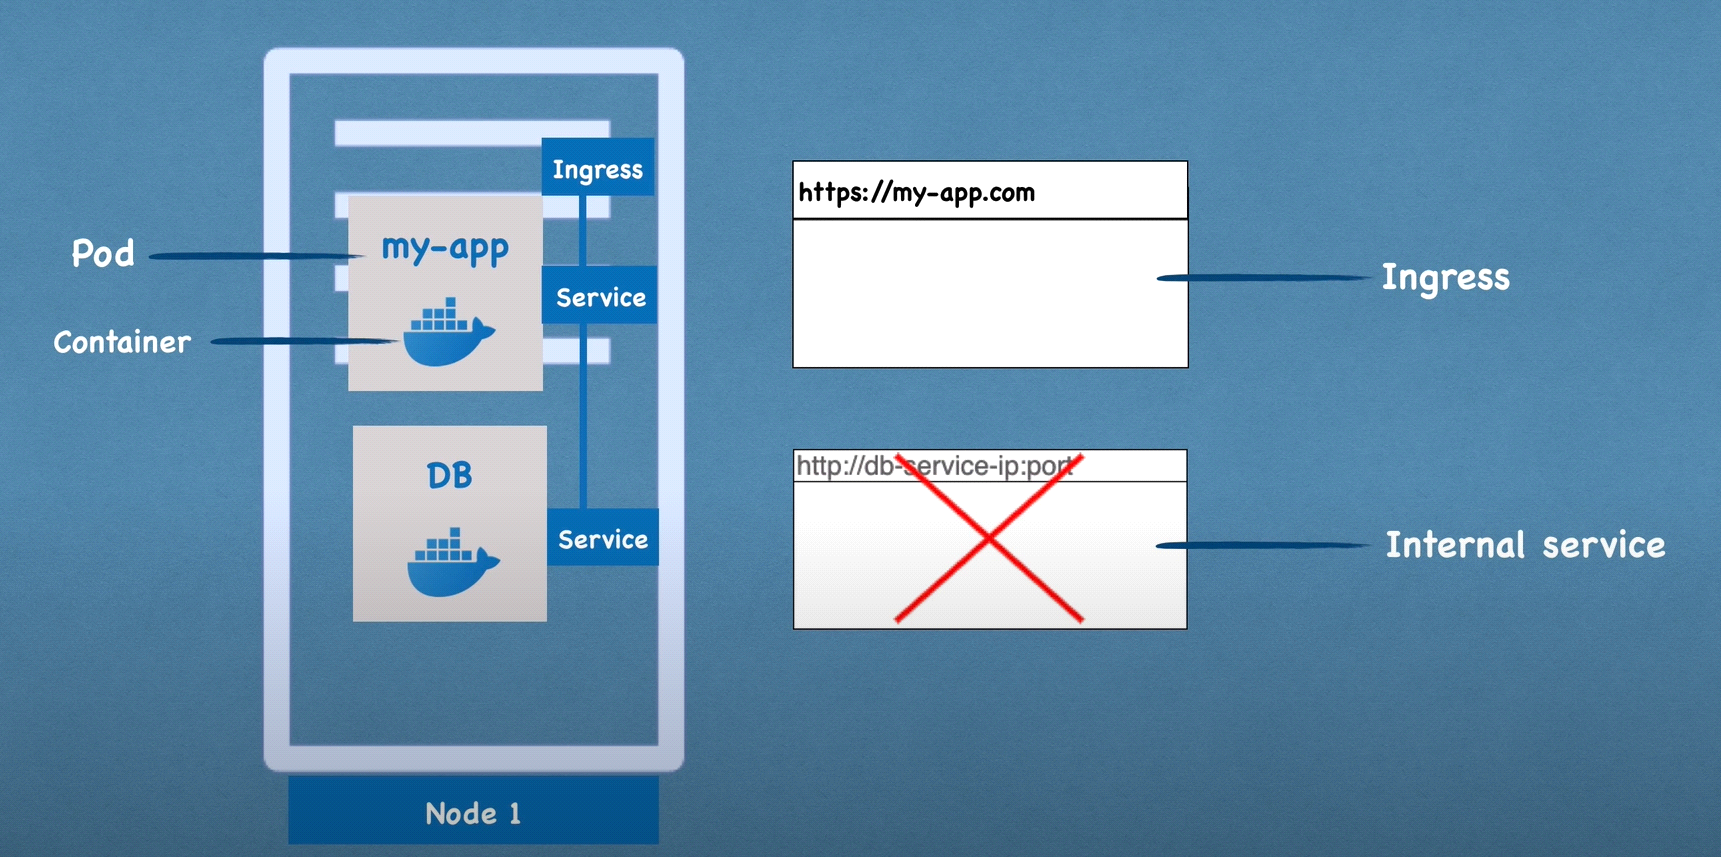 Ingress
https://my-app.com
Pod
my-app
Ingress
Service
Container
DB
http://db-service-ip:port
Service
Internal service
Node 1